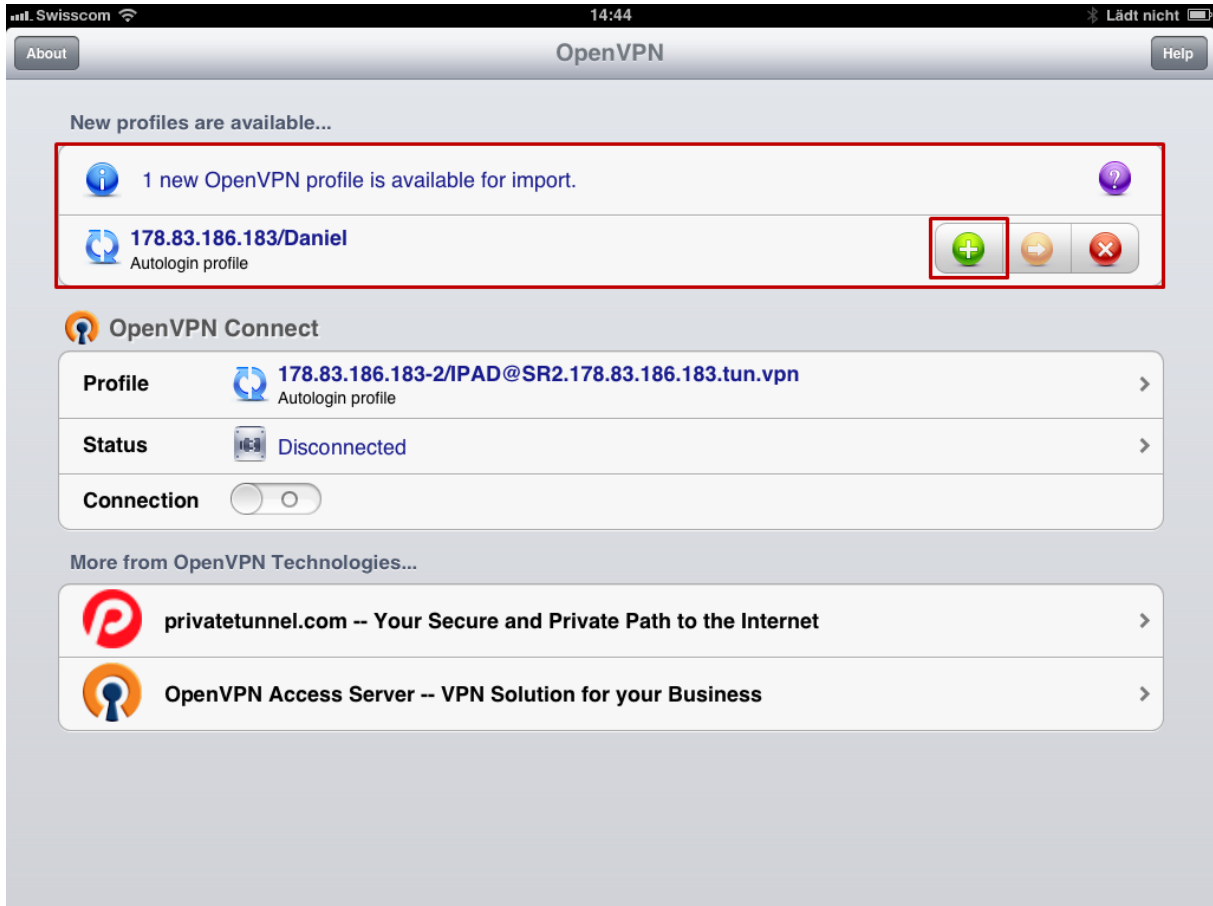 Swisscom 14:44 Lädt nicht
About OpenVPN Help
New profiles are available...
1 new OpenVPN profile is available for import.
178.83.186.183/Daniel
Autologin profile
OpenVPN Connect
Profile 178.83.186.183-2/IPAD@SR2.178.83.186.183.tun.vpn
Autologin profile
Status Disconnected
Connection
More from OpenVPN Technologies...
privatetunnel.com -- Your Secure and Private Path to the Internet
OpenVPN Access Server -- VPN Solution for your Business